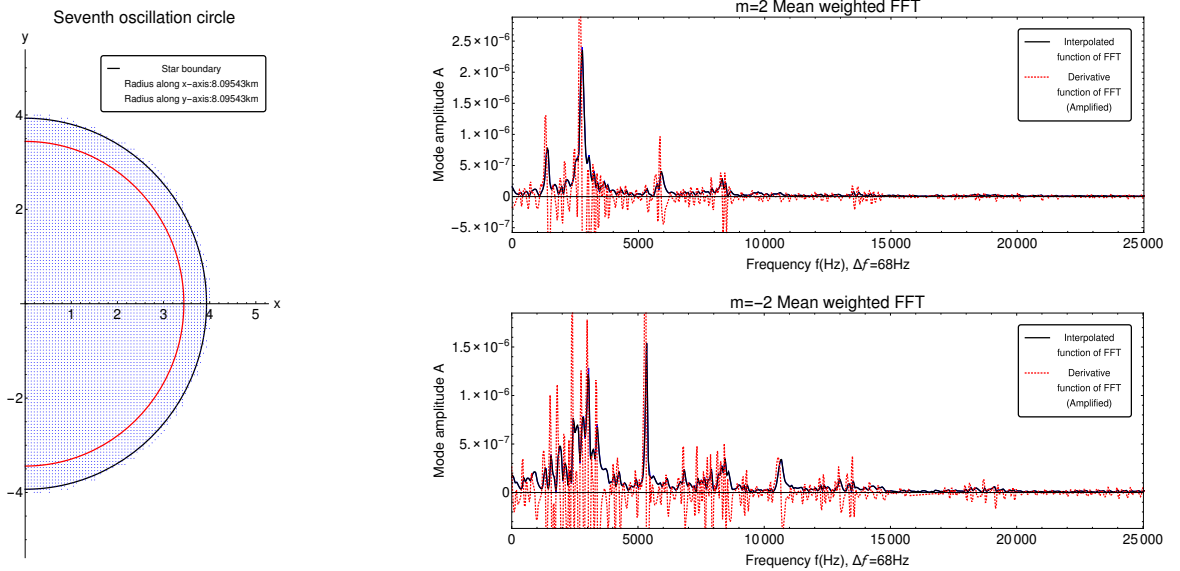 Seventh oscillation circle
y
Star boundary
Radius along x-axis:8.09543km
Radius along y-axis:8.09543km
4
2
x
1 2 3 4 5
-2
-4
m=2 Mean weighted FFT
Mode amplitude A
2.5×10⁻⁶
2.×10⁻⁶
1.5×10⁻⁶
1.×10⁻⁶
5.×10⁻⁷
0
-5.×10⁻⁷
Interpolated
function of FFT
Derivative
function of FFT
(Amplified)
0 5000 10000 15000 20000 25000
Frequency f(Hz), Δf=68Hz
m=-2 Mean weighted FFT
Mode amplitude A
1.5×10⁻⁶
1.×10⁻⁶
5.×10⁻⁷
0
Interpolated
function of FFT
Derivative
function of FFT
(Amplified)
0 5000 10000 15000 20000 25000
Frequency f(Hz), Δf=68Hz